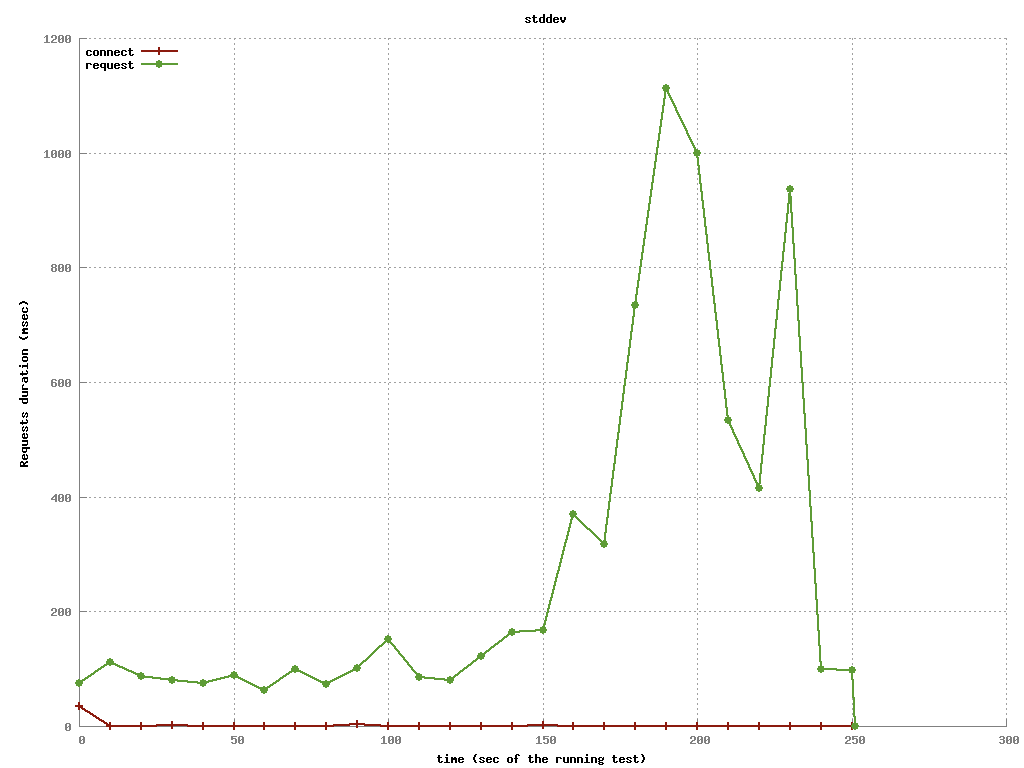 stddev
1200
connect
request
1000
800
600
400
200
0
Requests duration (msec)
0 50 100 150 200 250 300
time (sec of the running test)